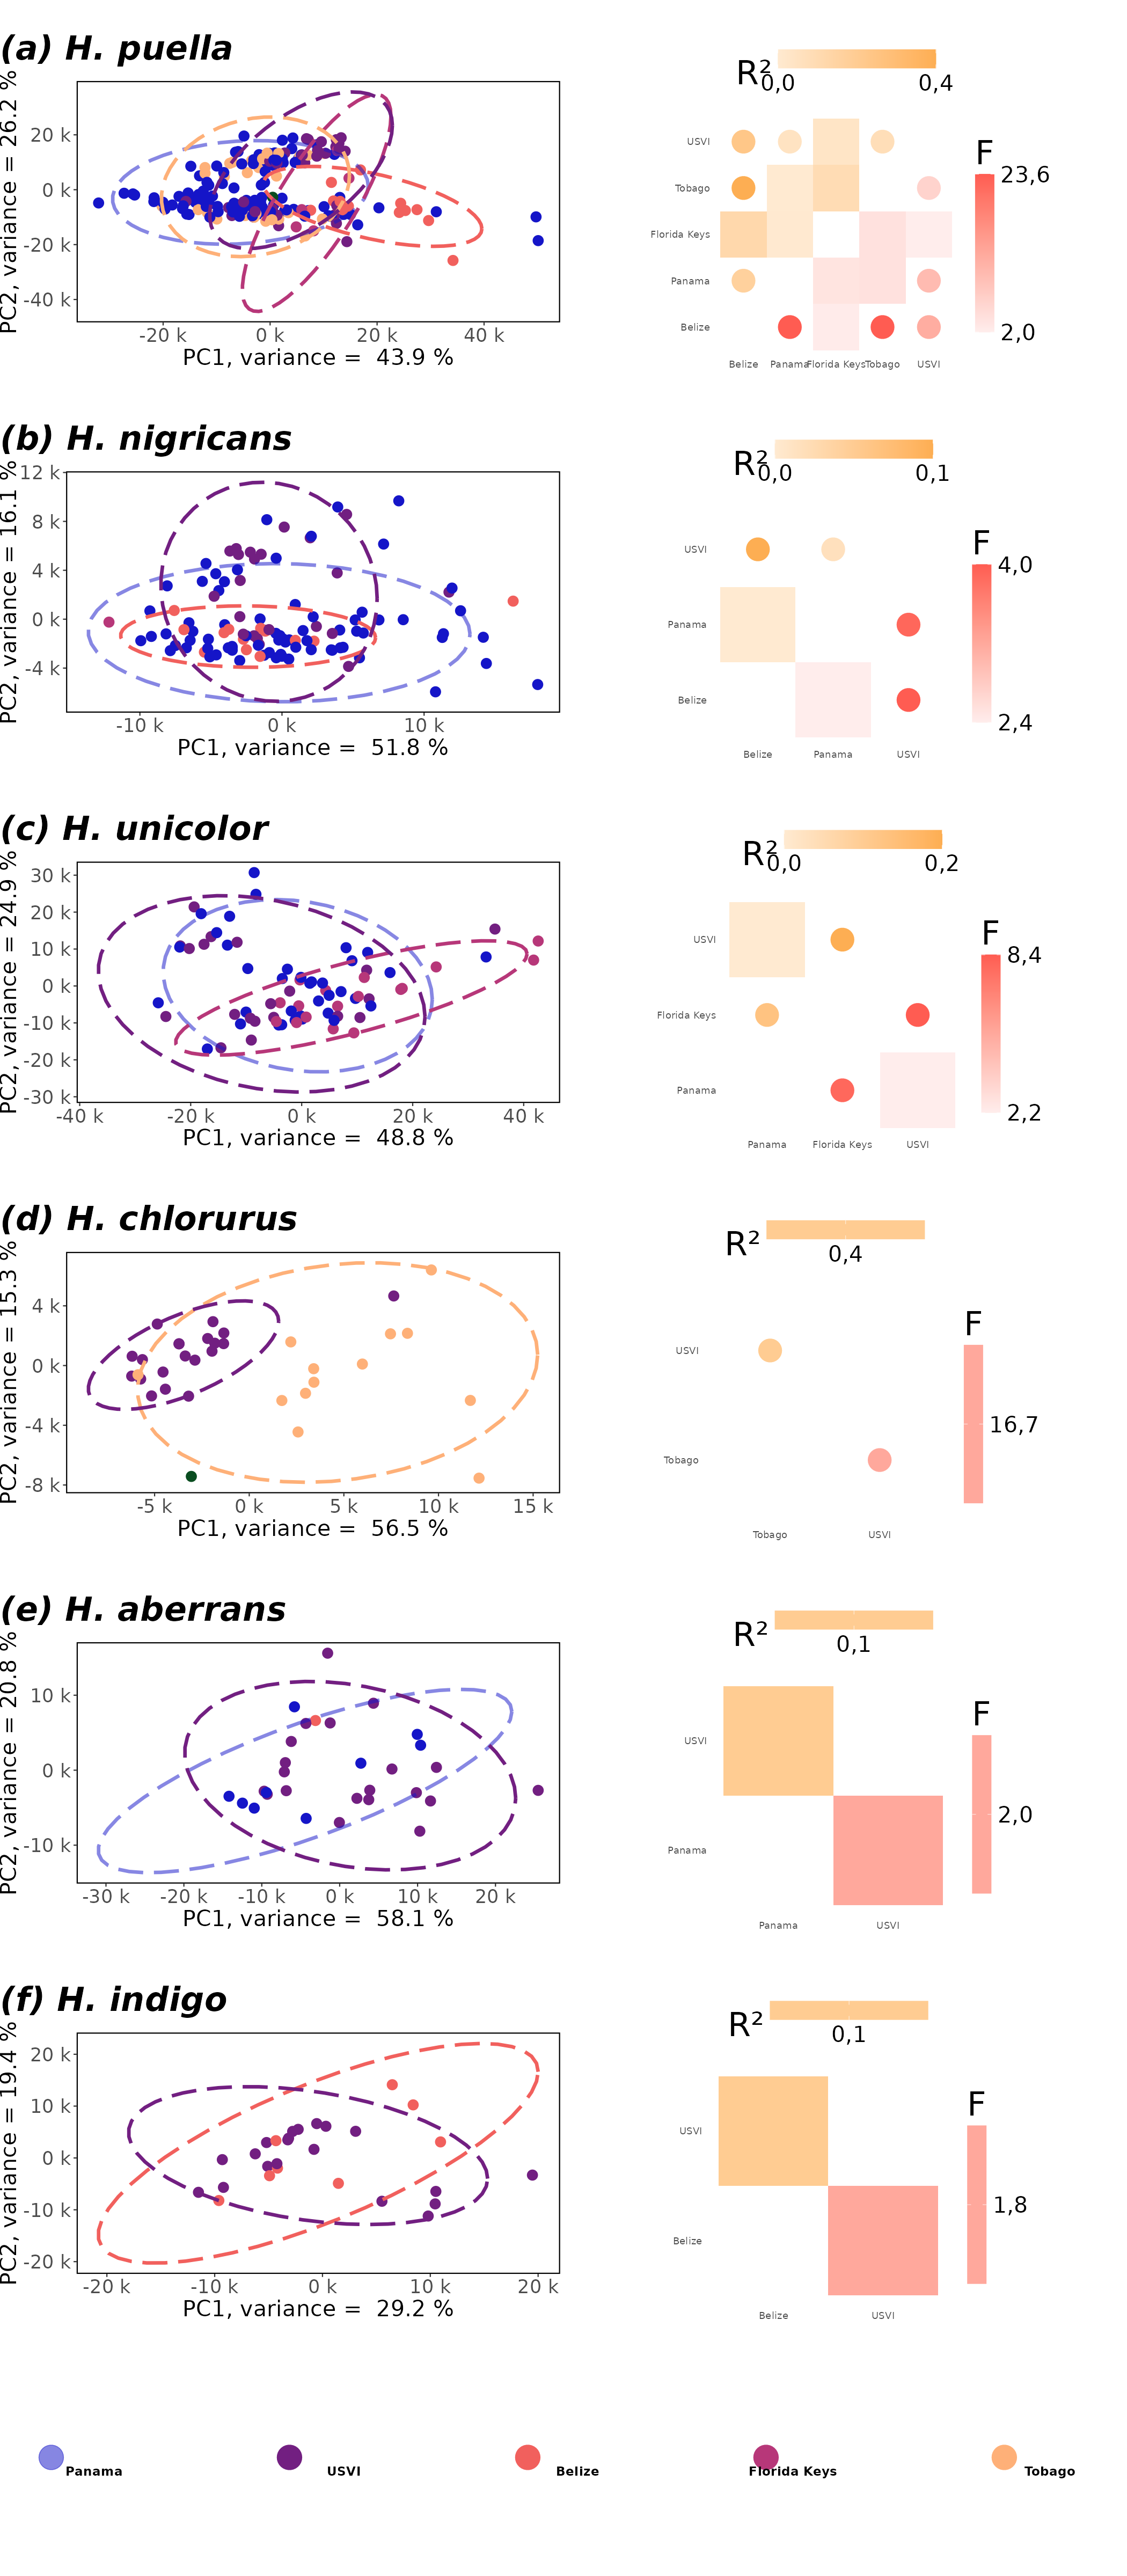 (a) H. puella
PC2, variance = 26.2 %
20 k
0 k
-20 k
-40 k
-20 k 0 k 20 k 40 k
PC1, variance = 43.9 %
R²
0,0 0,4
USVI
Tobago
Florida Keys
Panama
Belize
Belize Panama Florida Keys Tobago USVI
F
23,6
2,0
(b) H. nigricans
PC2, variance = 16.1 %
12 k
8 k
4 k
0 k
-4 k
-10 k 0 k 10 k
PC1, variance = 51.8 %
R²
0,0 0,1
USVI
Panama
Belize
Belize Panama USVI
F
4,0
2,4
(c) H. unicolor
PC2, variance = 24.9 %
30 k
20 k
10 k
0 k
-10 k
-20 k
-30 k
-40 k -20 k 0 k 20 k 40 k
PC1, variance = 48.8 %
R²
0,0 0,2
USVI
Florida Keys
Panama
Panama Florida Keys USVI
F
8,4
2,2
(d) H. chlorurus
PC2, variance = 15.3 %
4 k
0 k
-4 k
-8 k
-5 k 0 k 5 k 10 k 15 k
PC1, variance = 56.5 %
R²
0,4
USVI
Tobago
Tobago USVI
F
16,7
(e) H. aberrans
PC2, variance = 20.8 %
10 k
0 k
-10 k
-30 k -20 k -10 k 0 k 10 k 20 k
PC1, variance = 58.1 %
R²
0,1
USVI
Panama
Panama USVI
F
2,0
(f) H. indigo
PC2, variance = 19.4 %
20 k
10 k
0 k
-10 k
-20 k
-20 k -10 k 0 k 10 k 20 k
PC1, variance = 29.2 %
R²
0,1
USVI
Belize
Belize USVI
F
1,8
Panama USVI Belize Florida Keys Tobago